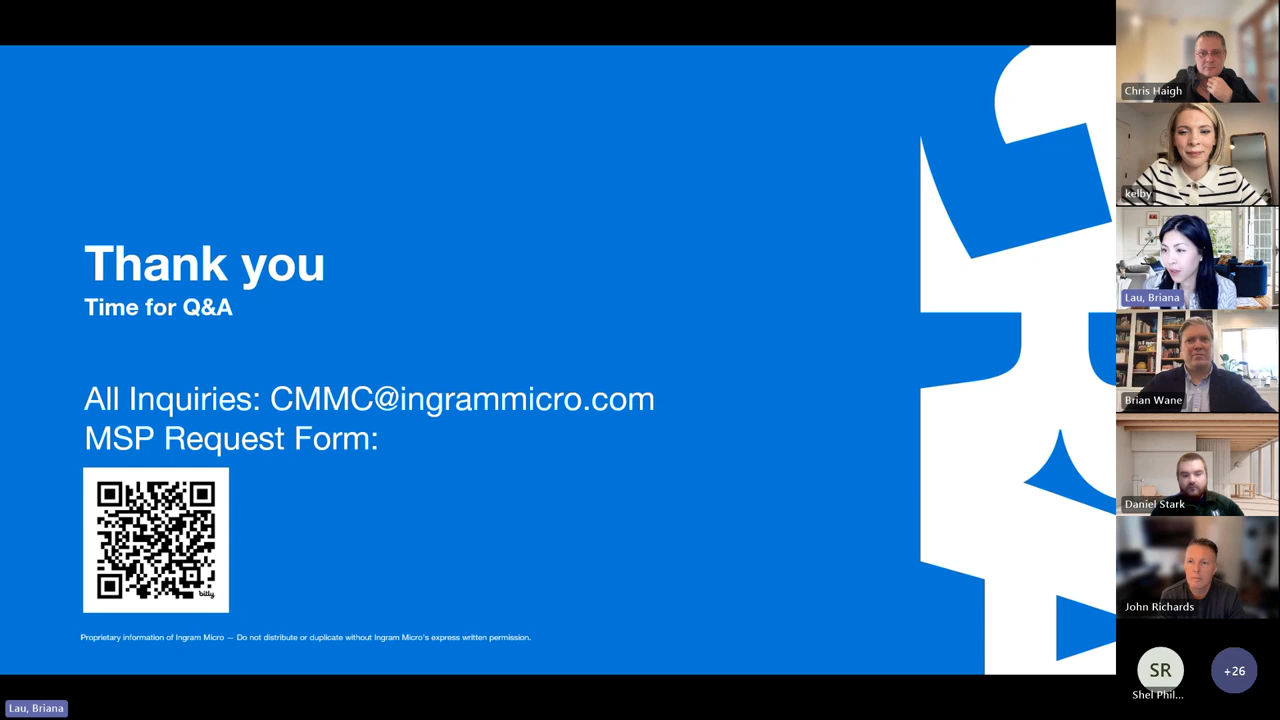 Thank you
Time for Q&A
All Inquiries: CMMC@ingrammicro.com
MSP Request Form:
bitly
Proprietary information of Ingram Micro — Do not distribute or duplicate without Ingram Micro's express written permission.
Lau, Briana
Chris Haigh
kelby
Lau, Briana
Brian Wane
Daniel Stark
John Richards
SR
+26
Shel Phil...